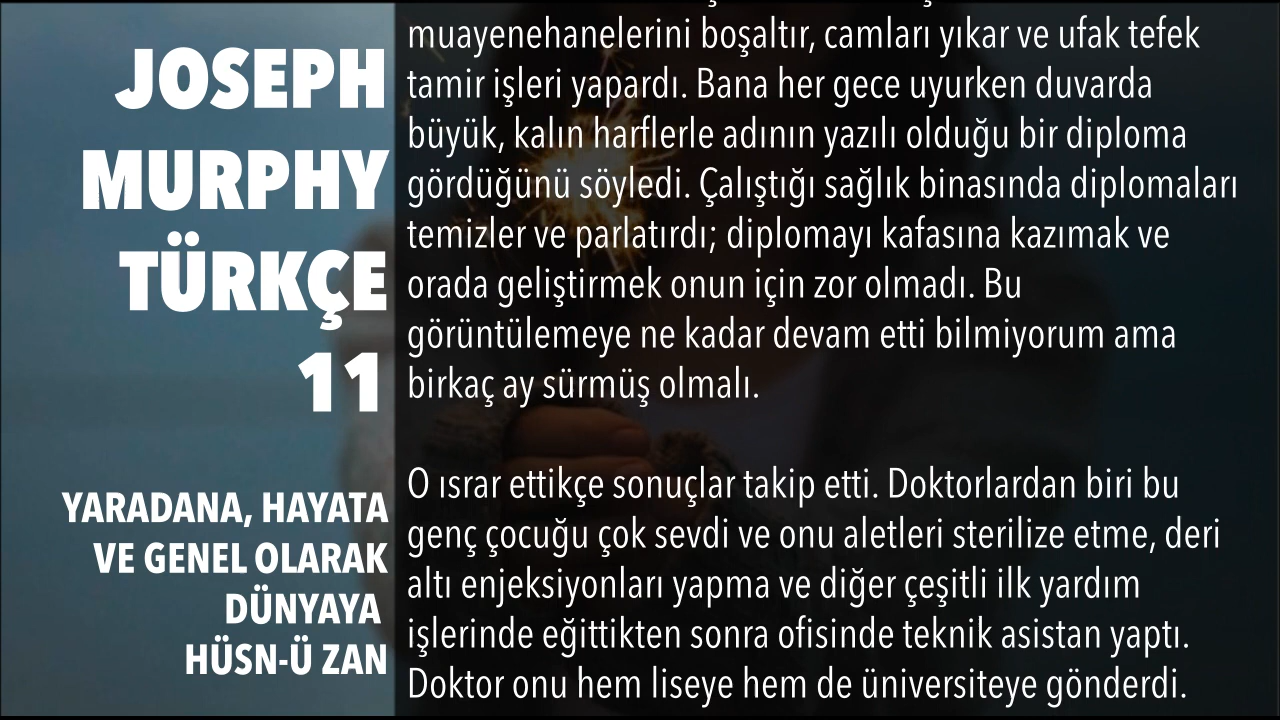 JOSEPH
MURPHY
TÜRKÇE
11
YARADANA, HAYATA
VE GENEL OLARAK
DÜNYAYA
HÜSN-Ü ZAN
muayenehanelerini boşaltır, camları yıkar ve ufak tefek
tamir işleri yapardı. Bana her gece uyurken duvarda
büyük, kalın harflerle adının yazılı olduğu bir diploma
gördüğünü söyledi. Çalıştığı sağlık binasında diplomaları
temizler ve parlatırdı; diplomayı kafasına kazımak ve
orada geliştirmek onun için zor olmadı. Bu
görüntülemeye ne kadar devam etti bilmiyorum ama
birkaç ay sürmüş olmalı.
O ısrar ettikçe sonuçlar takip etti. Doktorlardan biri bu
genç çocuğu çok sevdi ve onu aletleri sterilize etme, deri
altı enjeksiyonları yapma ve diğer çeşitli ilk yardım
işlerinde eğittikten sonra ofisinde teknik asistan yaptı.
Doktor onu hem liseye hem de üniversiteye gönderdi.